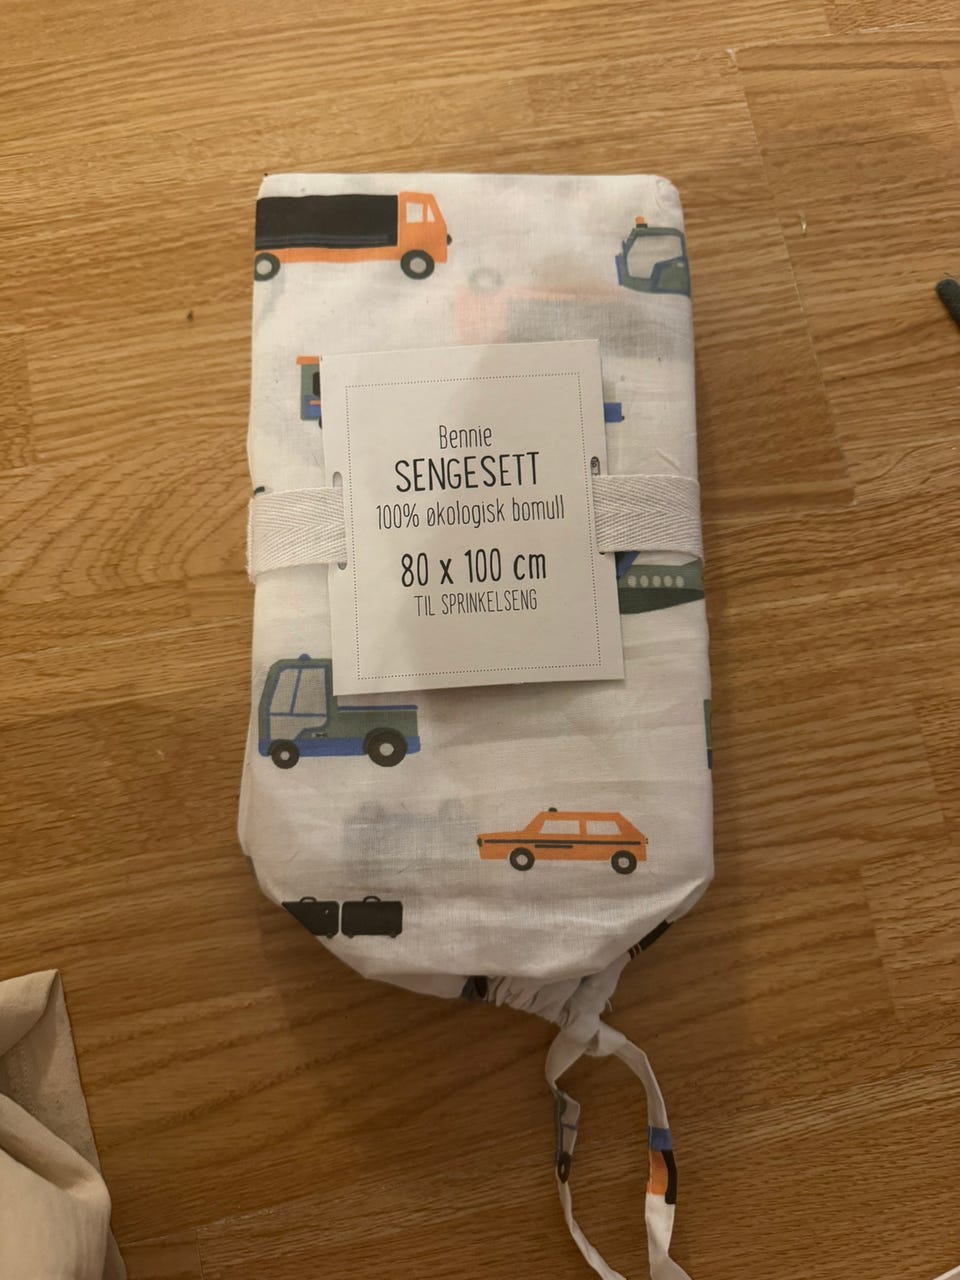 Bennie
SENGESETT
100% økologisk bomull
80 x 100 cm
TIL SPRINKELSENG